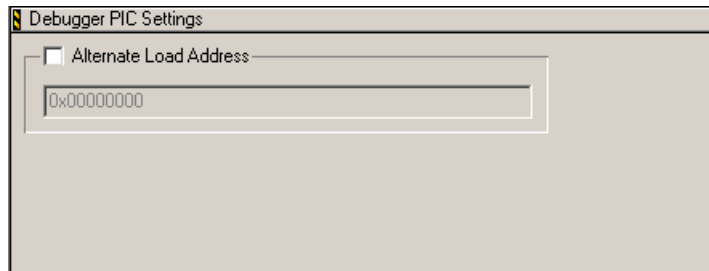 Debugger PIC Settings
Alternate Load Address
0x00000000